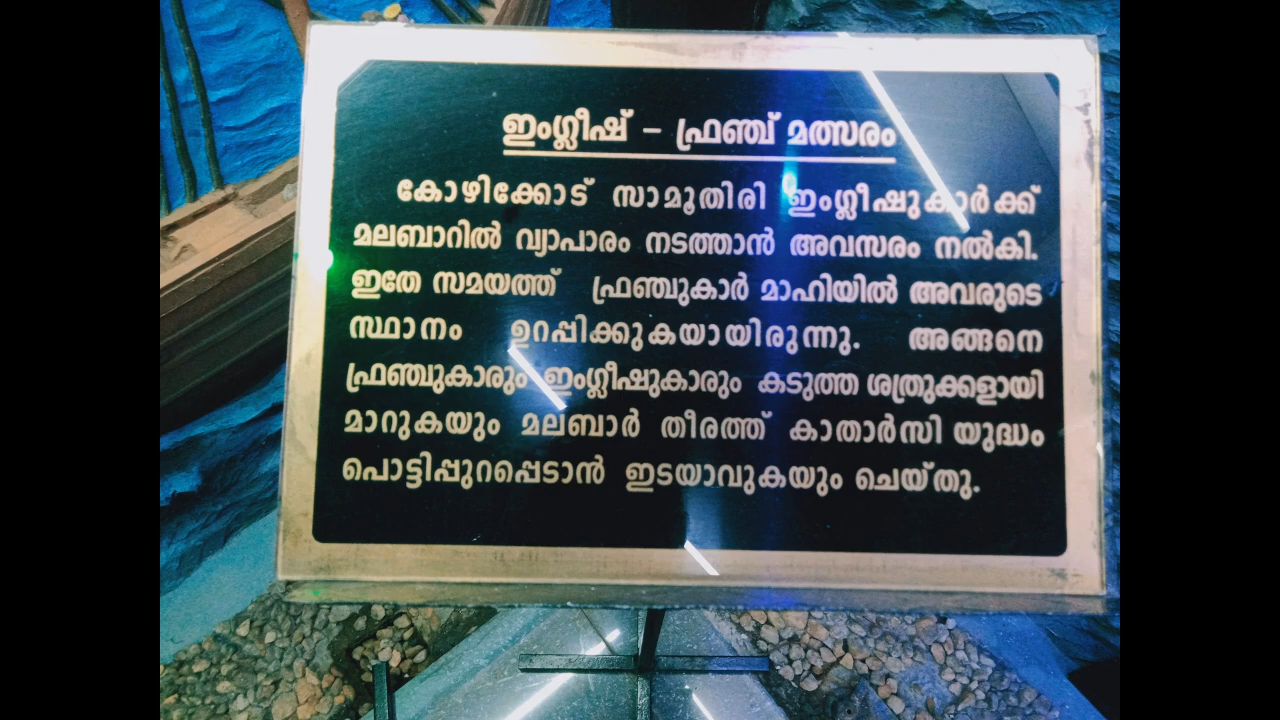 ഇംഗ്ലീഷ് – ഫ്രഞ്ച് മത്സരം
കോഴിക്കോട് സാമൂതിരി ഇംഗ്ലീഷുകാർക്ക്
മലബാറിൽ വ്യാപാരം നടത്താൻ അവസരം നൽകി.
ഇതേ സമയത്ത് ഫ്രഞ്ചുകാർ മാഹിയിൽ അവരുടെ
സ്ഥാനം ഉറപ്പിക്കുകയായിരുന്നു. അങ്ങനെ
ഫ്രഞ്ചുകാരും ഇംഗ്ലീഷുകാരും കടുത്ത ശത്രുക്കളായി
മാറുകയും മലബാർ തീരത്ത് കാതാർസി യുദ്ധം
പൊട്ടിപ്പുറപ്പെടാൻ ഇടയാവുകയും ചെയ്തു.